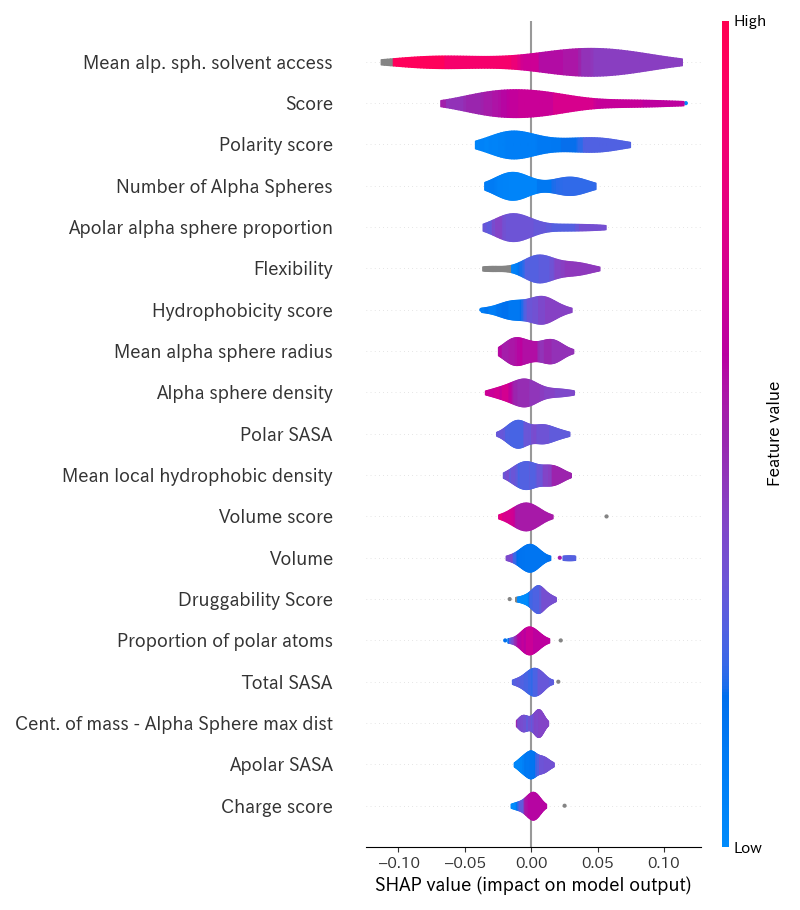 High
Mean alp. sph. solvent access
Score
Polarity score
Number of Alpha Spheres
Apolar alpha sphere proportion
Flexibility
Hydrophobicity score
Mean alpha sphere radius
Alpha sphere density
Polar SASA
Mean local hydrophobic density
Volume score
Volume
Druggability Score
Proportion of polar atoms
Total SASA
Cent. of mass - Alpha Sphere max dist
Apolar SASA
Charge score
Feature value
Low
−0.10 −0.05 0.00 0.05 0.10
SHAP value (impact on model output)